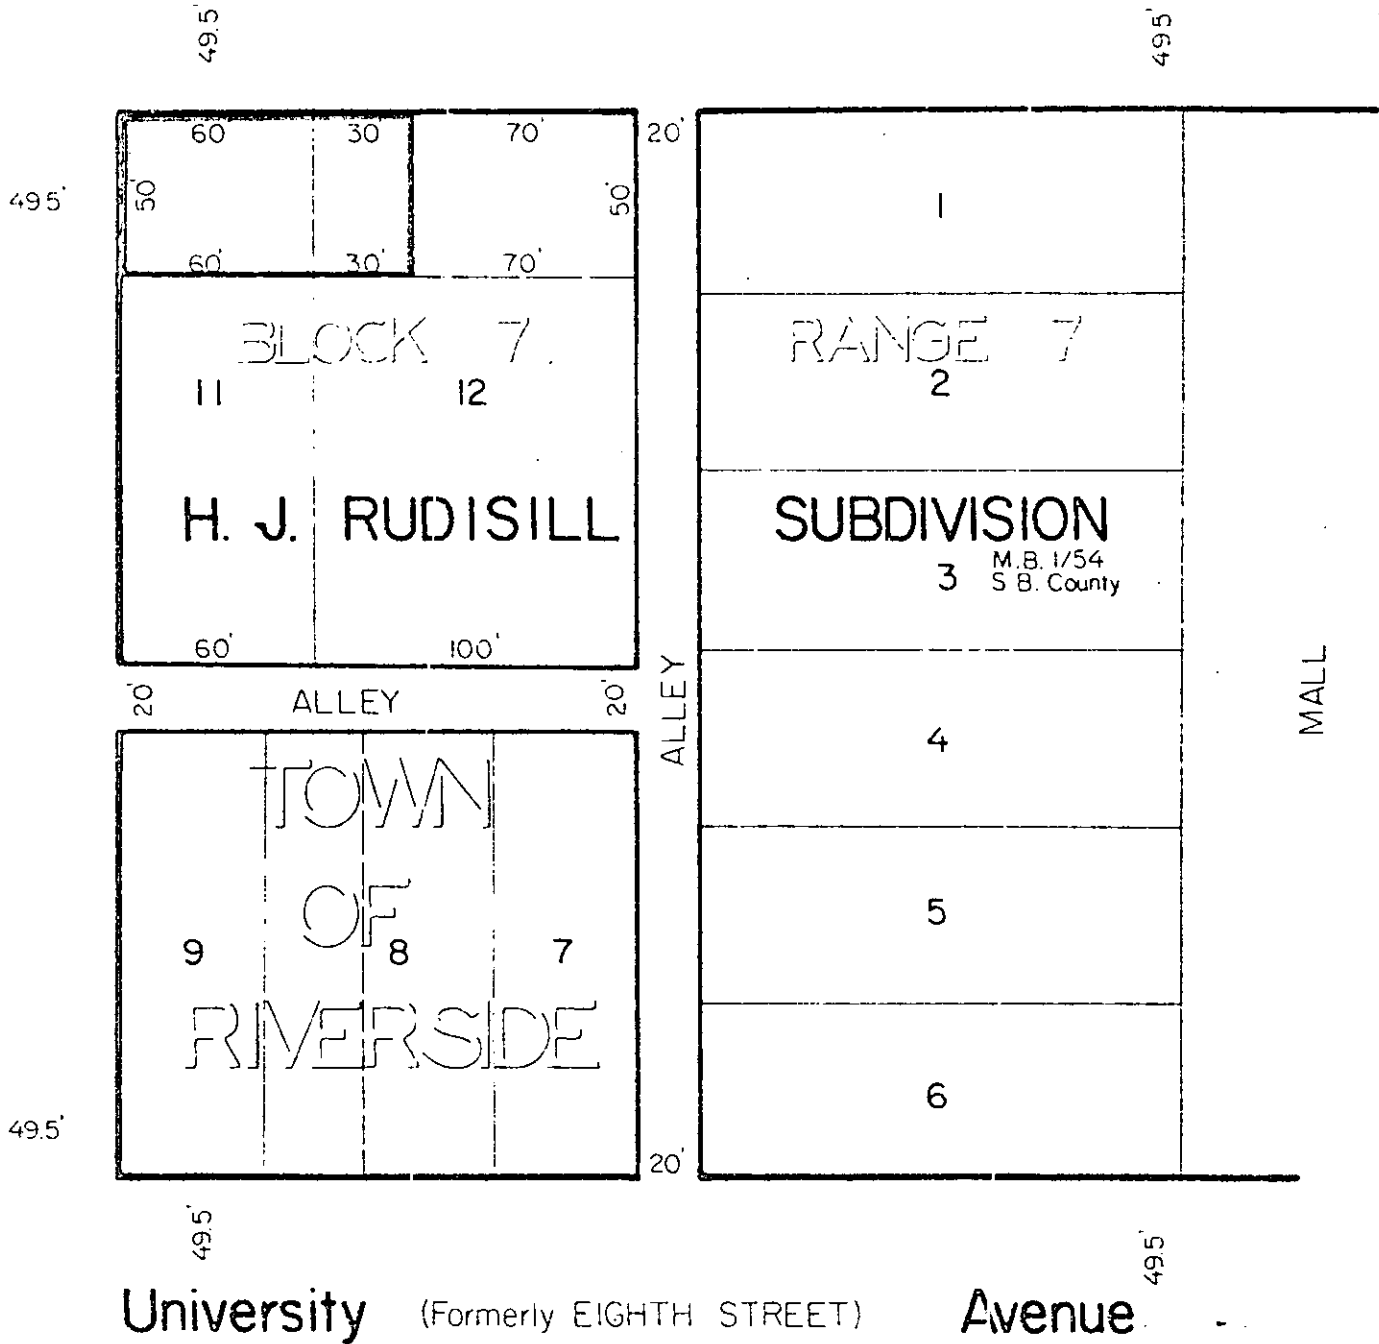 49.5'
49.5'
60 30 70' 20'
49.5' 50' 50'
1
60' 30' 70'
BLOCK 7. RANGE 7
11 12 2
H. J. RUDISILL SUBDIVISION
3 M.B. 1/54
S B. County
60' 100'
20' ALLEY 20' ALLEY MALL
4
TOWN
OF
5
9 8 7
RIVERSIDE
6
49.5' 20'
49.5' 49.5'
University (Formerly EIGHTH STREET) Avenue